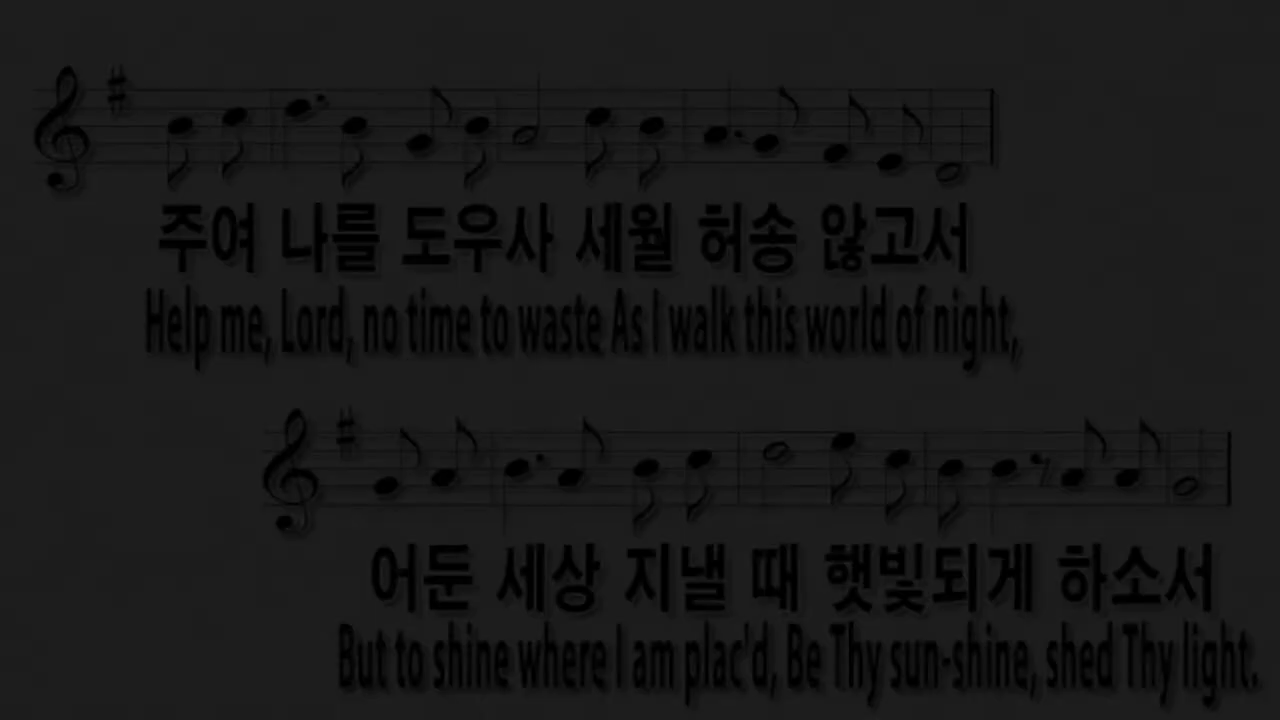 주여 나를 도우사 세월 허송 않고서
Help me, Lord, no time to waste As I walk this world of night,
어둔 세상 지낼 때 햇빛되게 하소서
But to shine where I am plac'd, Be Thy sun-shine, shed Thy light.